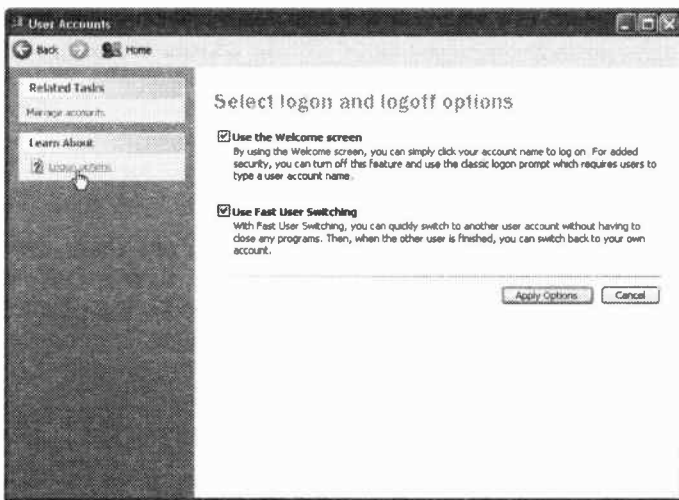 User Accounts
Back Home
Related Tasks
Manage accounts
Learn About
Logon options
Select logon and logoff options
Use the Welcome screen
By using the Welcome screen, you can simply click your account name to log on. For added
security, you can turn off this feature and use the classic logon prompt which requires users to
type a user account name.
Use Fast User Switching
With Fast User Switching, you can quickly switch to another user account without having to
close any programs. Then, when the other user is finished, you can switch back to your own
account.
Apply Options Cancel